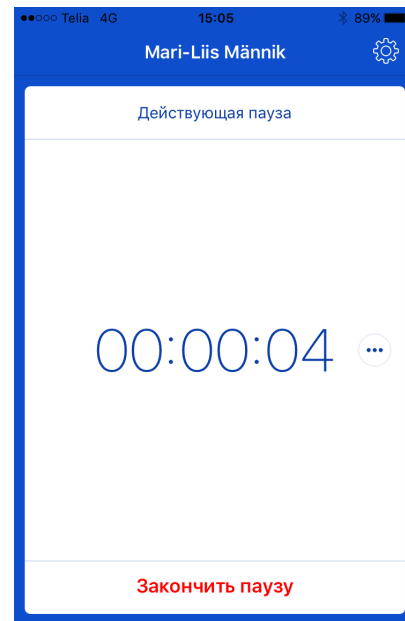 Telia 4G 15:05 89%
Mari-Liis Männik
Действующая пауза
00:00:04
Закончить паузу